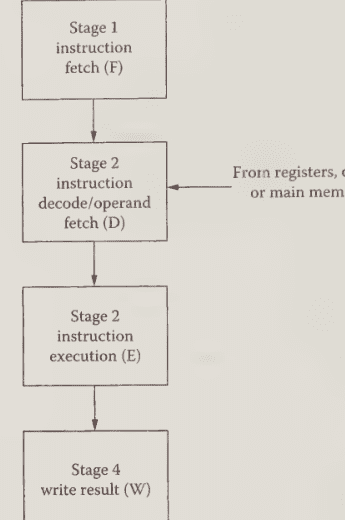 Stage 1
instruction
fetch (F)
Stage 2
instruction
decode/operand
fetch (D)
From registers,
or main
Stage 2
instruction
execution (E)
Stage 4
write result (W)